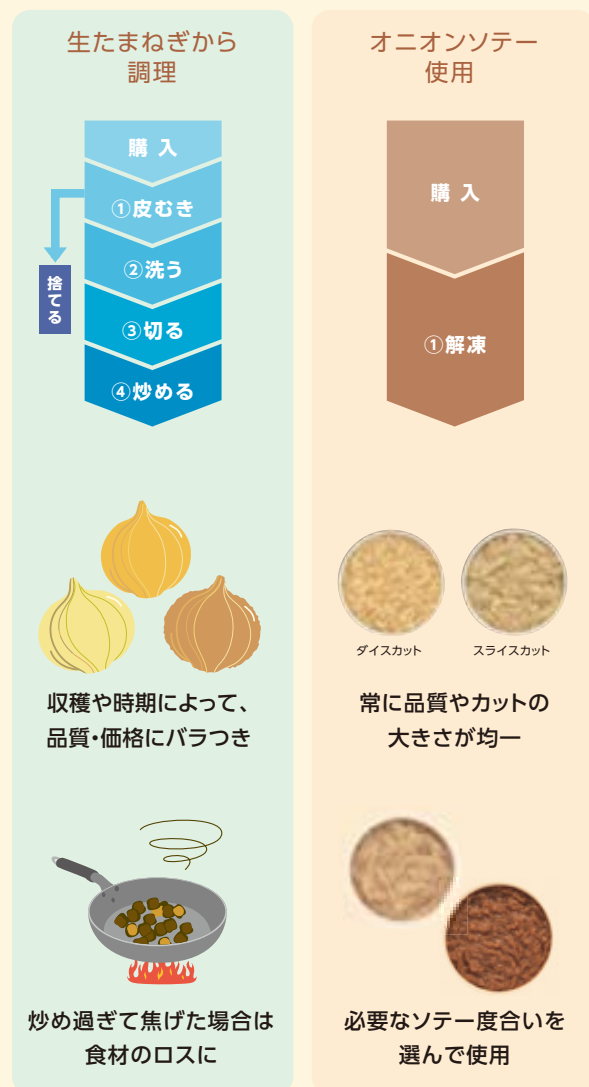 生たまねぎから
調理
購 入
①皮むき
捨てる
②洗う
③切る
④炒める
収穫や時期によって、
品質・価格にバラつき
炒め過ぎて焦げた場合は
食材のロスに
オニオンソテー
使用
購 入
①解凍
ダイスカット
スライスカット
常に品質やカットの
大きさが均一
必要なソテー度合いを
選んで使用